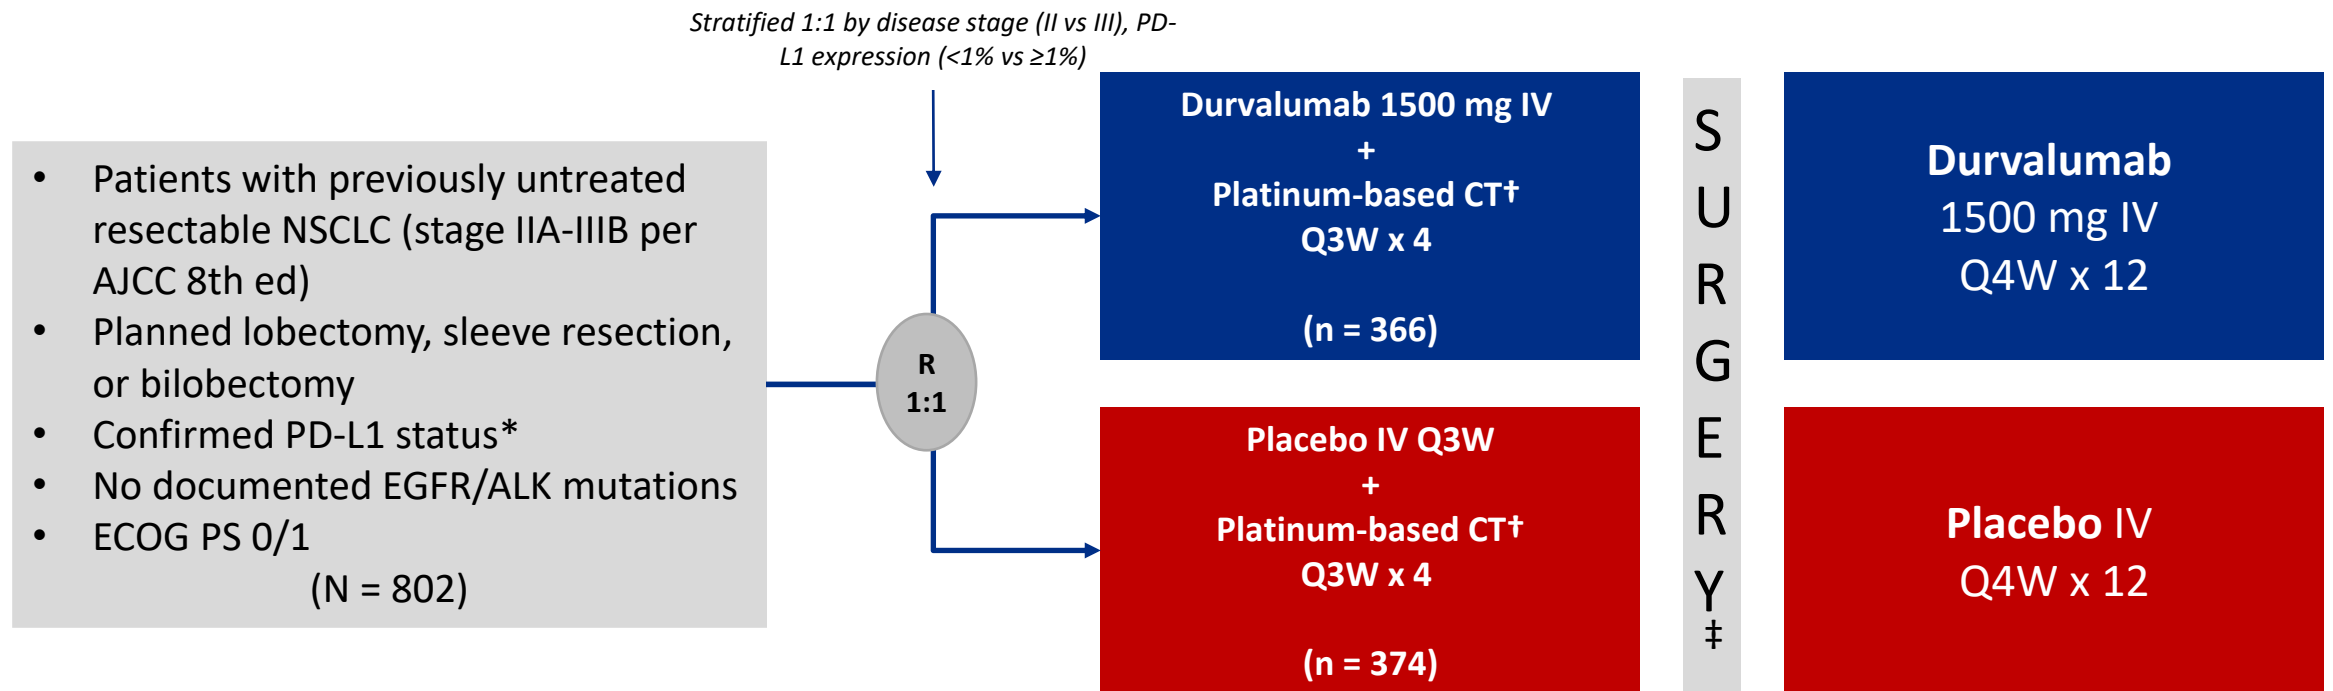 Stratified 1:1 by disease stage (II vs III), PD-
L1 expression (<1% vs ≥1%)
• Patients with previously untreated
resectable NSCLC (stage IIA-IIIB per
AJCC 8th ed)
• Planned lobectomy, sleeve resection,
or bilobectomy
• Confirmed PD-L1 status*
• No documented EGFR/ALK mutations
• ECOG PS 0/1
(N = 802)
R
1:1
Durvalumab 1500 mg IV
+
Platinum-based CT†
Q3W x 4
(n = 366)
Placebo IV Q3W
+
Platinum-based CT†
Q3W x 4
(n = 374)
S
U
R
G
E
R
Y
‡
Durvalumab
1500 mg IV
Q4W x 12
Placebo IV
Q4W x 12